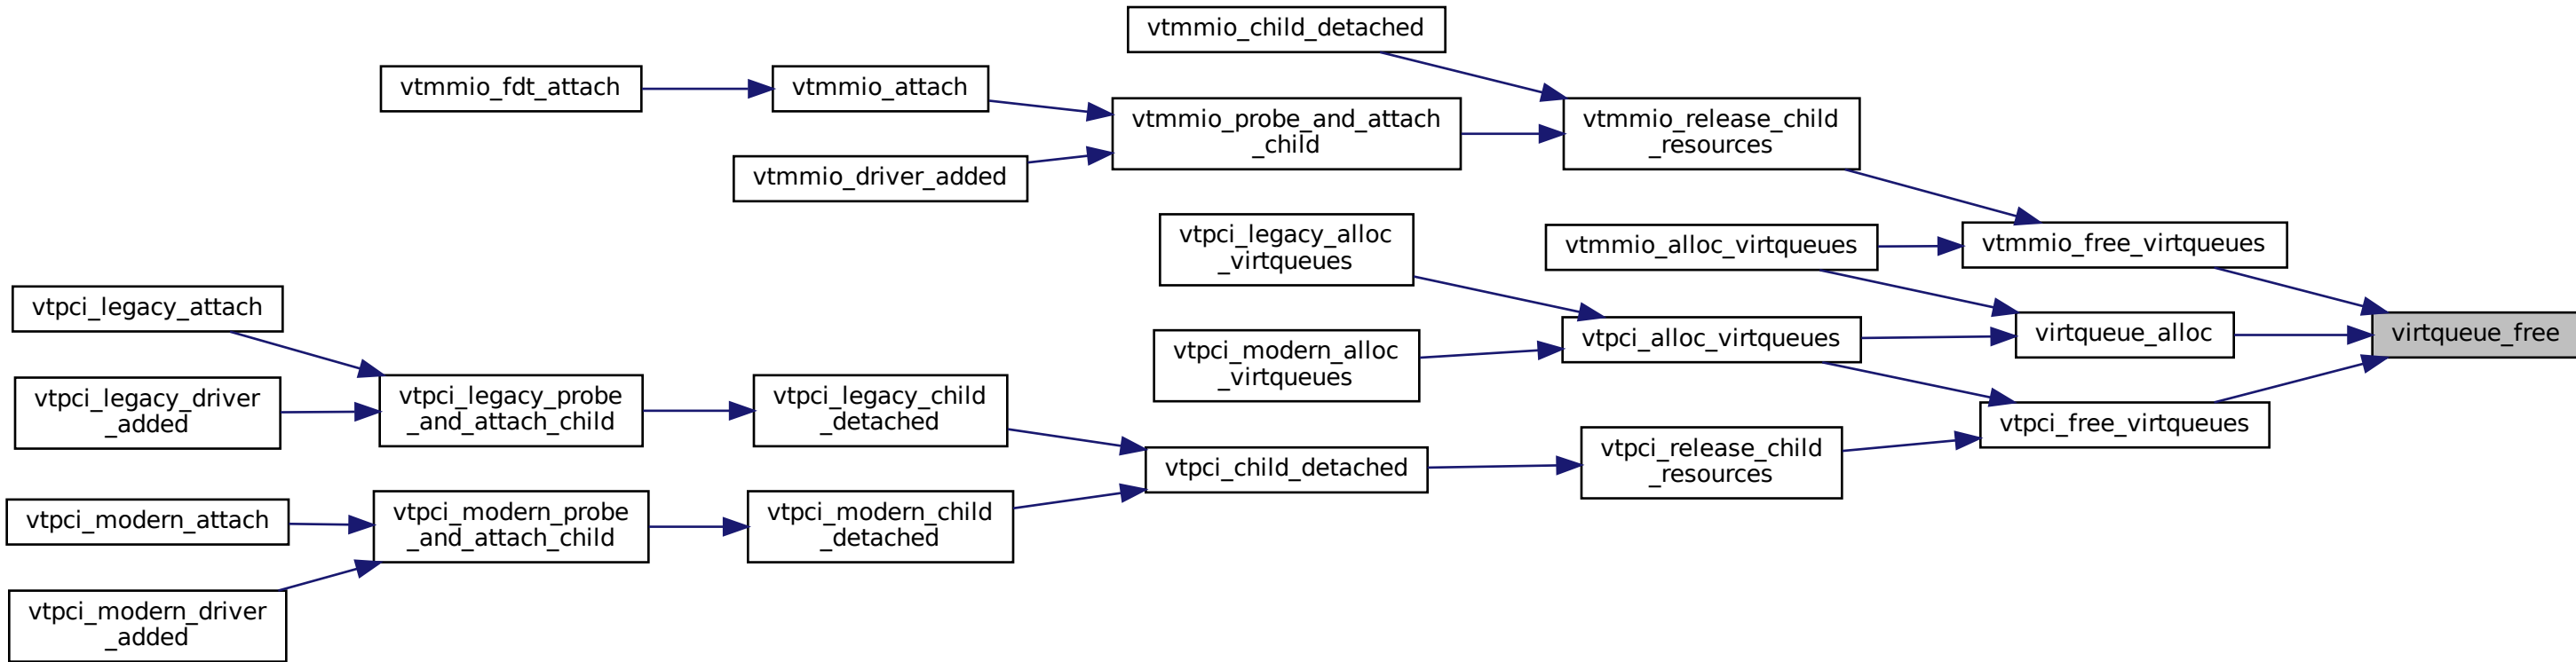 vtmmio_child_detached
vtmmio_fdt_attach
vtmmio_attach
vtmmio_probe_and_attach
_child
vtmmio_release_child
_resources
vtmmio_driver_added
vtpci_legacy_alloc
_virtqueues
vtmmio_alloc_virtqueues
vtmmio_free_virtqueues
vtpci_legacy_attach
vtpci_modern_alloc
_virtqueues
vtpci_alloc_virtqueues
virtqueue_alloc
virtqueue_free
vtpci_legacy_driver
_added
vtpci_legacy_probe
_and_attach_child
vtpci_legacy_child
_detached
vtpci_free_virtqueues
vtpci_child_detached
vtpci_release_child
_resources
vtpci_modern_attach
vtpci_modern_probe
_and_attach_child
vtpci_modern_child
_detached
vtpci_modern_driver
_added